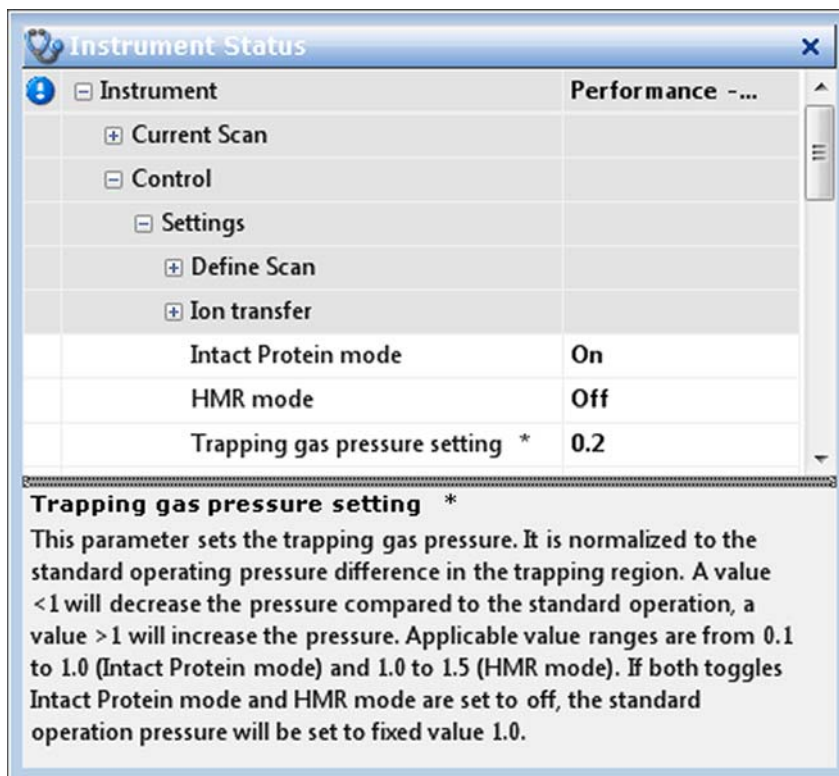 Instrument Status
Instrument Performance -...
Current Scan
Control
Settings
Define Scan
Ion transfer
Intact Protein mode On
HMR mode Off
Trapping gas pressure setting * 0.2
Trapping gas pressure setting *
This parameter sets the trapping gas pressure. It is normalized to the
standard operating pressure difference in the trapping region. A value
<1 will decrease the pressure compared to the standard operation, a
value >1 will increase the pressure. Applicable value ranges are from 0.1
to 1.0 (Intact Protein mode) and 1.0 to 1.5 (HMR mode). If both toggles
Intact Protein mode and HMR mode are set to off, the standard
operation pressure will be set to fixed value 1.0.